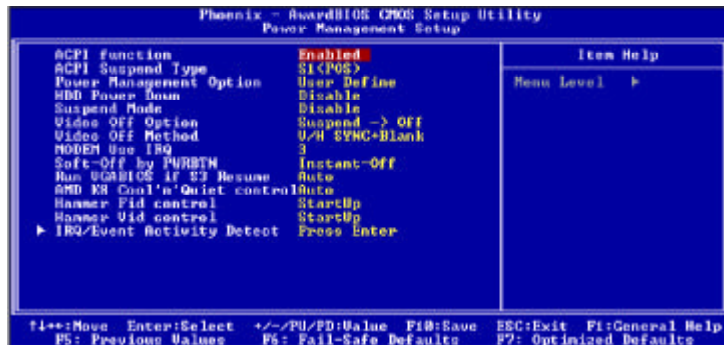 Phoenix - AwardBIOS CMOS Setup Utility
Power Management Setup
ACPI function Enabled
ACPI Suspend Type S1(POS)
Power Management Option User Define
HDD Power Down Disable
Suspend Mode Disable
Video Off Option Suspend -> Off
Video Off Method V/H SYNC+Blank
MODEM Use IRQ 3
Soft-Off by PWRBTN Instant-Off
Run VGABIOS if S3 Resume Auto
AMD K8 Cool'n'Quiet control Auto
Hammer Fid control StartUp
Hammer Vid control StartUp
▶ IRQ/Event Activity Detect Press Enter
Item Help
Menu Level ▶
↑↓→←:Move Enter:Select +/-/PU/PD:Value F10:Save ESC:Exit F1:General Help
F5: Previous Values F6: Fail-Safe Defaults F7: Optimized Defaults